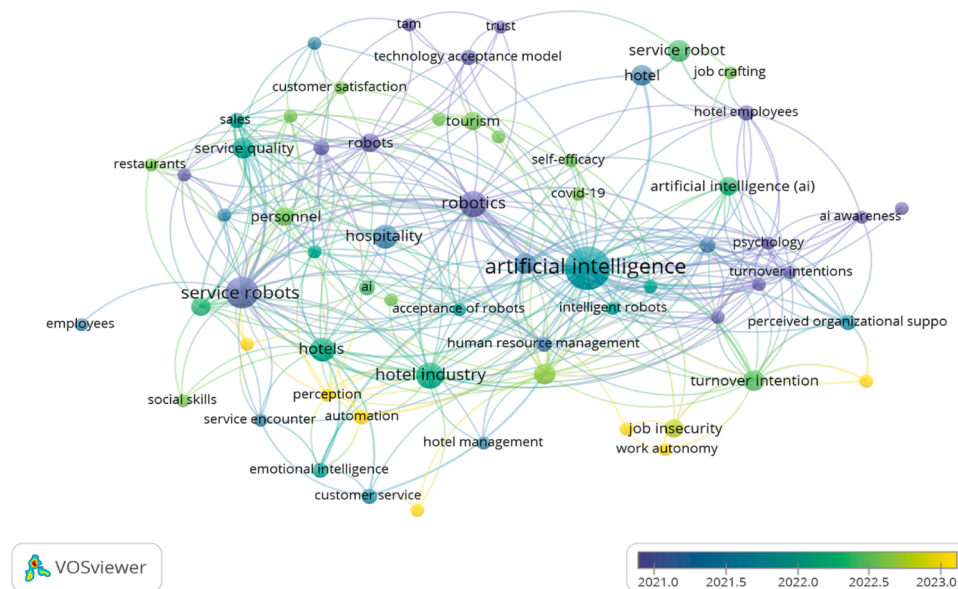 tam
trust
technology acceptance model
service robot
hotel
job crafting
customer satisfaction
hotel employees
sales
tourism
service quality
robots
restaurants
self-efficacy
artificial intelligence (ai)
covid-19
robotics
personnel
ai awareness
hospitality
psychology
artificial intelligence
turnover intentions
service robots
ai
acceptance of robots
intelligent robots
employees
perceived organizational suppo
human resource management
hotels
hotel industry
turnover intention
perception
social skills
automation
service encounter
job insecurity
hotel management
work autonomy
emotional intelligence
customer service
VOSviewer
2021.0 2021.5 2022.0 2022.5 2023.0